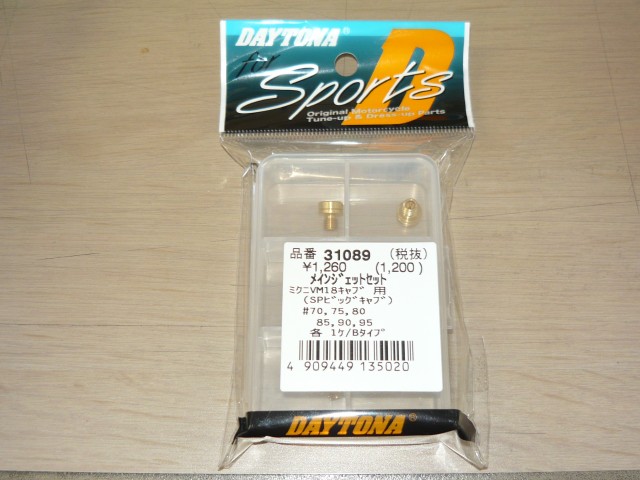 DAYTONA
for
Sports
D
Original Motorcycle
Tune-up & Dress-up Parts
品番 31089 (税抜)
¥1,260 (1,200)
メインジェットセット
ミクニVM18キャブ 用
(SPビッグキャブ)
#70,75,80
85,90,95
各 1ケ/Bタイプ
4 909449 135020
DAYTONA®